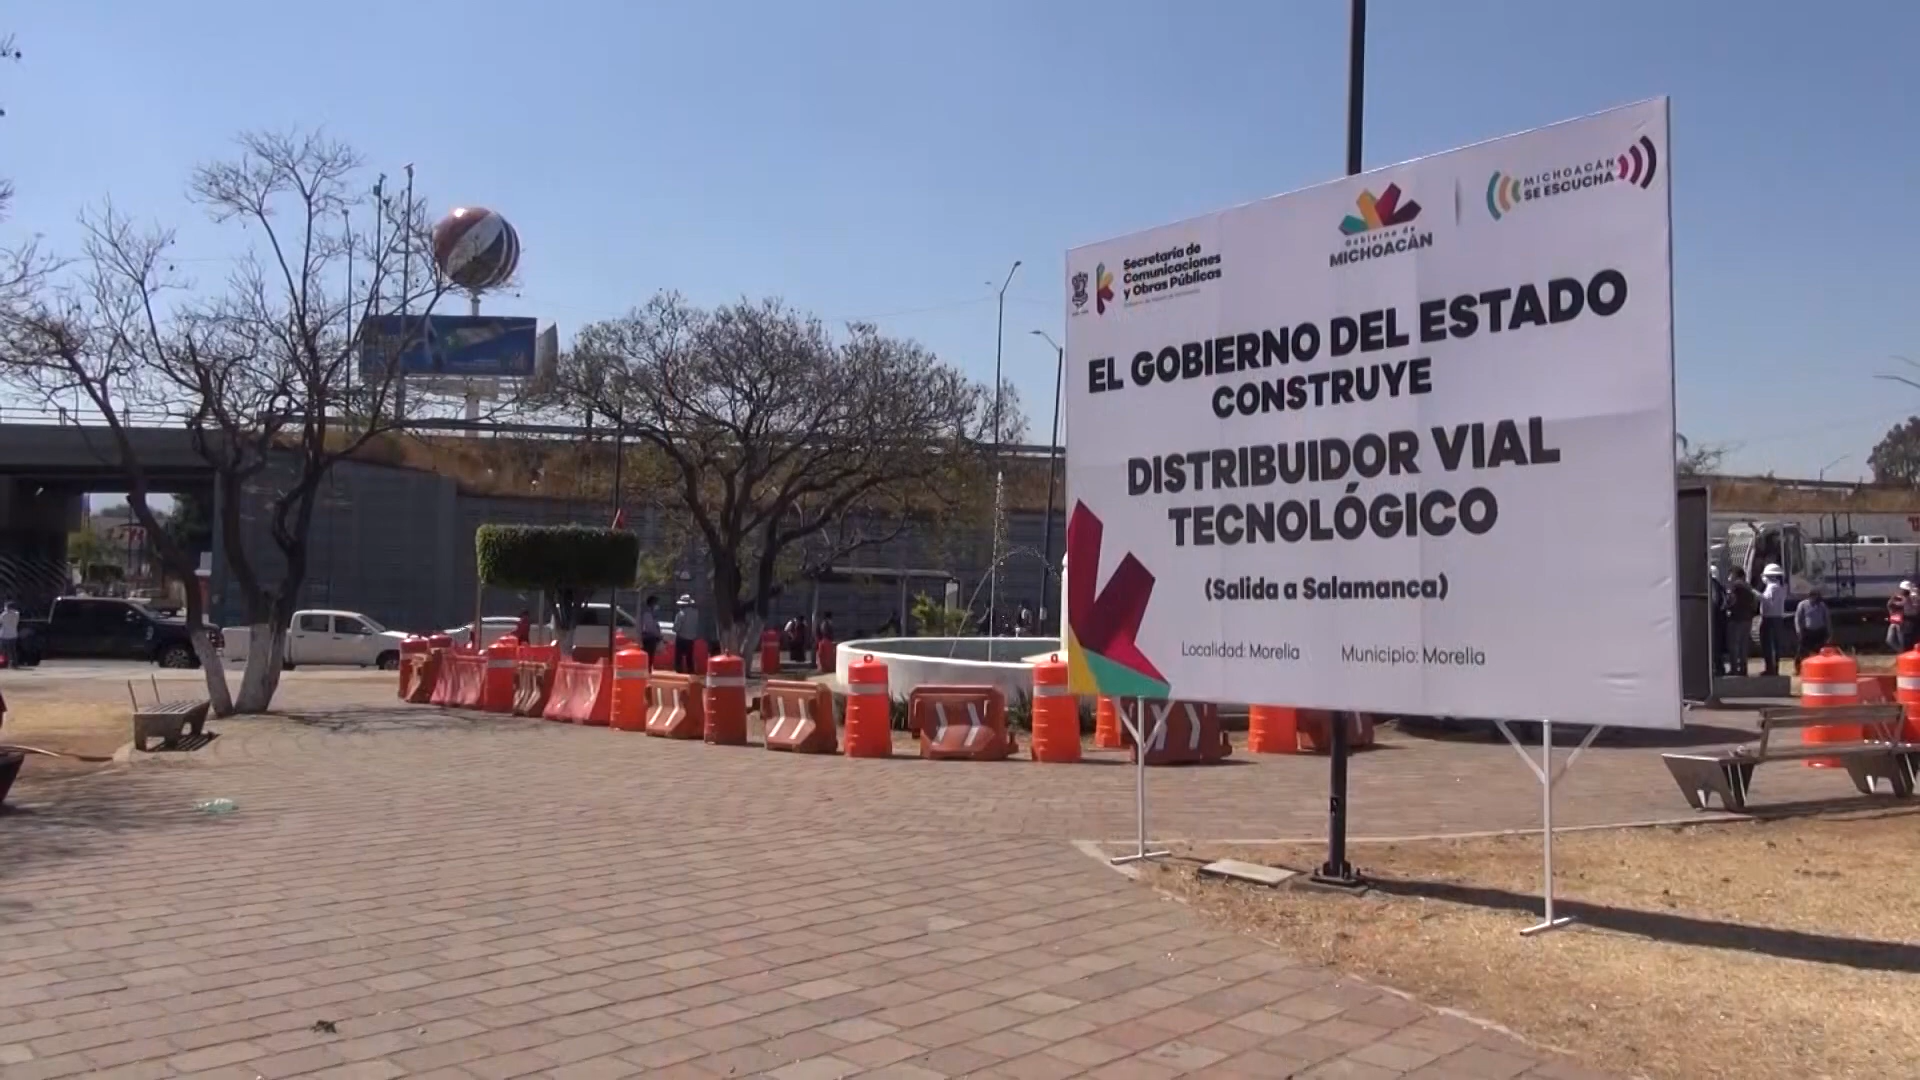 Secretaría de
Comunicaciones
y Obras Públicas
Gobierno de
MICHOACÁN
MICHOACÁN
SE ESCUCHA
EL GOBIERNO DEL ESTADO
CONSTRUYE
DISTRIBUIDOR VIAL
TECNOLÓGICO
(Salida a Salamanca)
Localidad: Morelia Municipio: Morelia